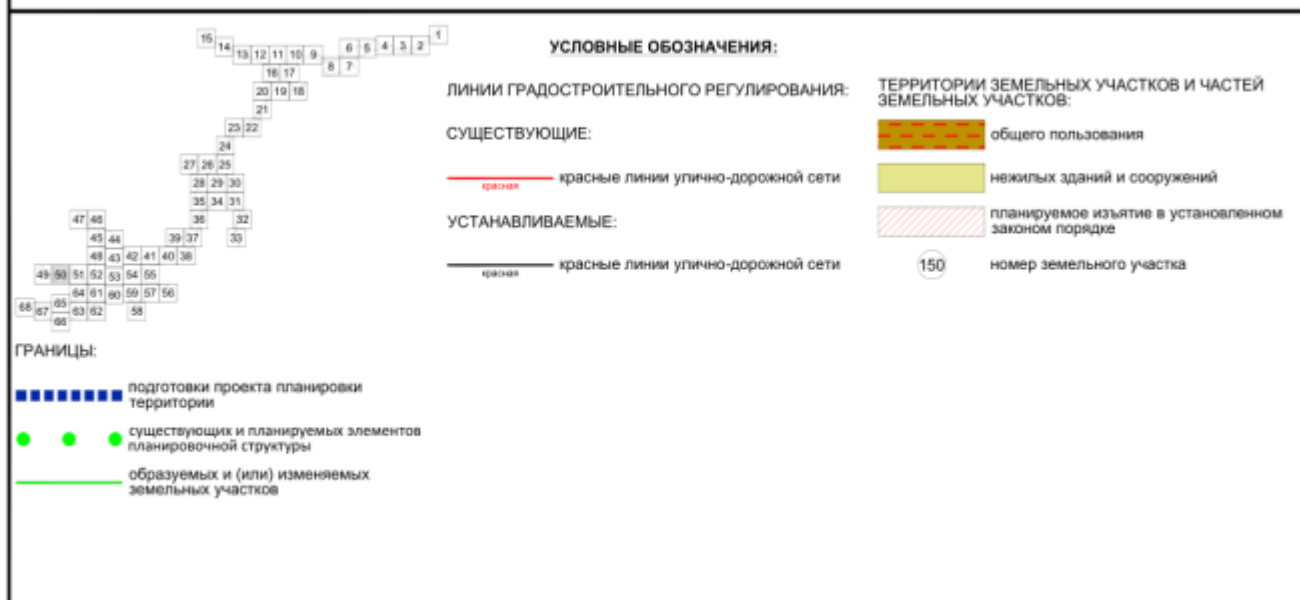 1
15
14
6 5 4 3 2
13 12 11 10 9
8 7
16 17
20 19 18
21
23 22
24
27 26 25
28 29 30
35 34 31
47 46
36
32
45 44
39 37
33
48 43 42 41 40 38
49 50 51 52 53 54 55
64 61 60 59 57 56
68 67 65 63 62
58
66
УСЛОВНЫЕ ОБОЗНАЧЕНИЯ:
ЛИНИИ ГРАДОСТРОИТЕЛЬНОГО РЕГУЛИРОВАНИЯ:
СУЩЕСТВУЮЩИЕ:
красная
красные линии улично-дорожной сети
УСТАНАВЛИВАЕМЫЕ:
красная
красные линии улично-дорожной сети
ТЕРРИТОРИИ ЗЕМЕЛЬНЫХ УЧАСТКОВ И ЧАСТЕЙ
ЗЕМЕЛЬНЫХ УЧАСТКОВ:
общего пользования
нежилых зданий и сооружений
планируемое изъятие в установленном
законом порядке
150
номер земельного участка
ГРАНИЦЫ:
подготовки проекта планировки
территории
существующих и планируемых элементов
планировочной структуры
образуемых и (или) изменяемых
земельных участков